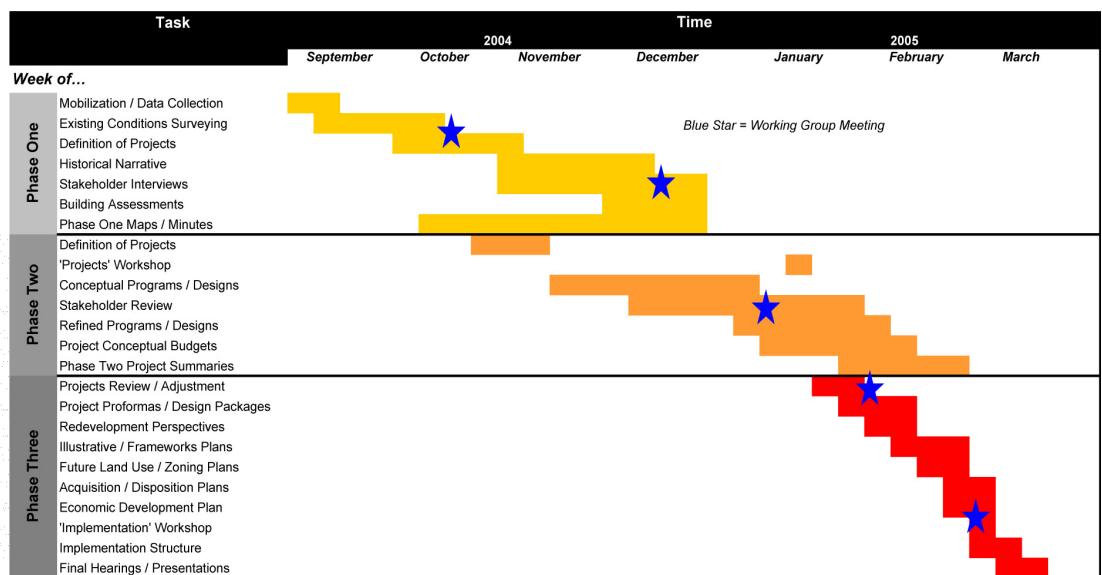 Task Time
2004 2005
September October November December January February March
Week of…
Phase One
Mobilization / Data Collection
Existing Conditions Surveying
Blue Star = Working Group Meeting
Definition of Projects
Historical Narrative
Stakeholder Interviews
Building Assessments
Phase One Maps / Minutes
Phase Two
Definition of Projects
'Projects' Workshop
Conceptual Programs / Designs
Stakeholder Review
Refined Programs / Designs
Project Conceptual Budgets
Phase Two Project Summaries
Phase Three
Projects Review / Adjustment
Project Proformas / Design Packages
Redevelopment Perspectives
Illustrative / Frameworks Plans
Future Land Use / Zoning Plans
Acquisition / Disposition Plans
Economic Development Plan
'Implementation' Workshop
Implementation Structure
Final Hearings / Presentations